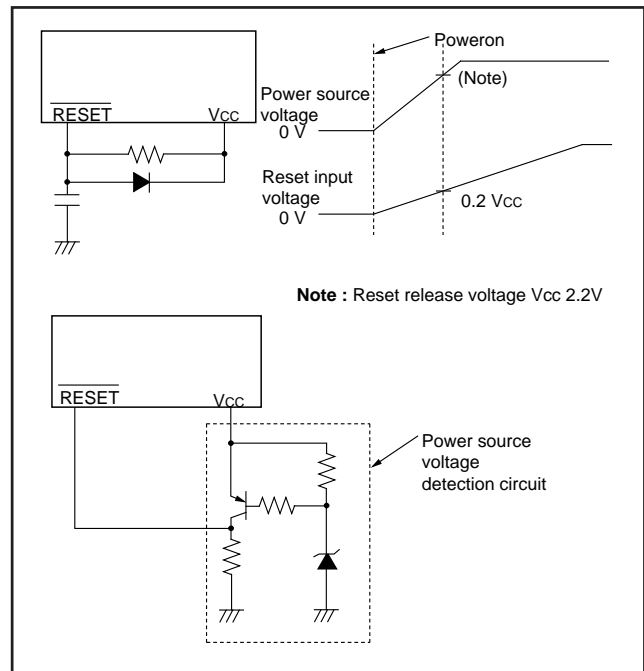 Poweron
(Note)
RESET
VCC
Power source
voltage
0 V
Reset input
voltage
0 V
0.2 VCC
Note : Reset release voltage Vcc 2.2V
RESET
VCC
Power source
voltage
detection circuit